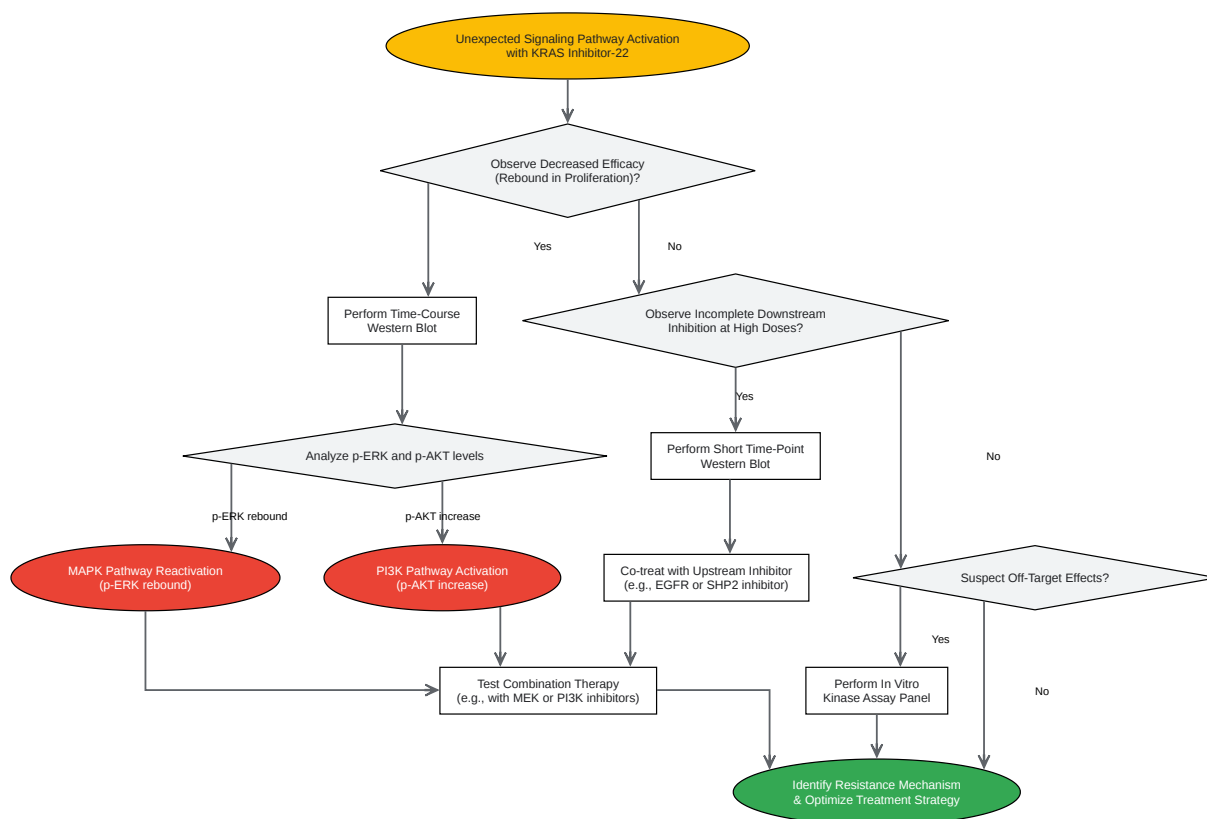 Unexpected Signaling Pathway Activation
with KRAS Inhibitor-22
Observe Decreased Efficacy
(Rebound in Proliferation)?
Yes
No
Perform Time-Course
Western Blot
Observe Incomplete Downstream
Inhibition at High Doses?
Yes
Analyze p-ERK and p-AKT levels
Perform Short Time-Point
Western Blot
No
p-ERK rebound
p-AKT increase
MAPK Pathway Reactivation
(p-ERK rebound)
PI3K Pathway Activation
(p-AKT increase)
Co-treat with Upstream Inhibitor
(e.g., EGFR or SHP2 inhibitor)
Suspect Off-Target Effects?
Yes
No
Test Combination Therapy
(e.g., with MEK or PI3K inhibitors)
Perform In Vitro
Kinase Assay Panel
Identify Resistance Mechanism
& Optimize Treatment Strategy